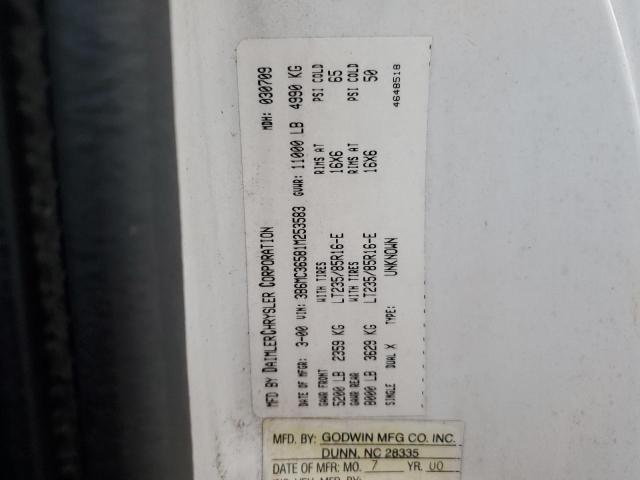 MFD BY DAIMLERCHRYSLER CORPORATION MDH: 030709
DATE OF MFGR: 3-00 VIN: 3B6MC36581M253583 GVWR: 11000 LB 4990 KG
GAWR FRONT WITH TIRES RIMS AT PSI COLD
5200 LB 2359 KG LT235/85R16-E 16X6 65
GAWR REAR WITH TIRES RIMS AT PSI COLD
8000 LB 3629 KG LT235/85R16-E 16X6 50
SINGLE DUAL X TYPE: UNKNOWN
4648518
MFD. BY: GODWIN MFG CO. INC.
DUNN, NC 28335
DATE OF MFR: MO. 7 YR. 00